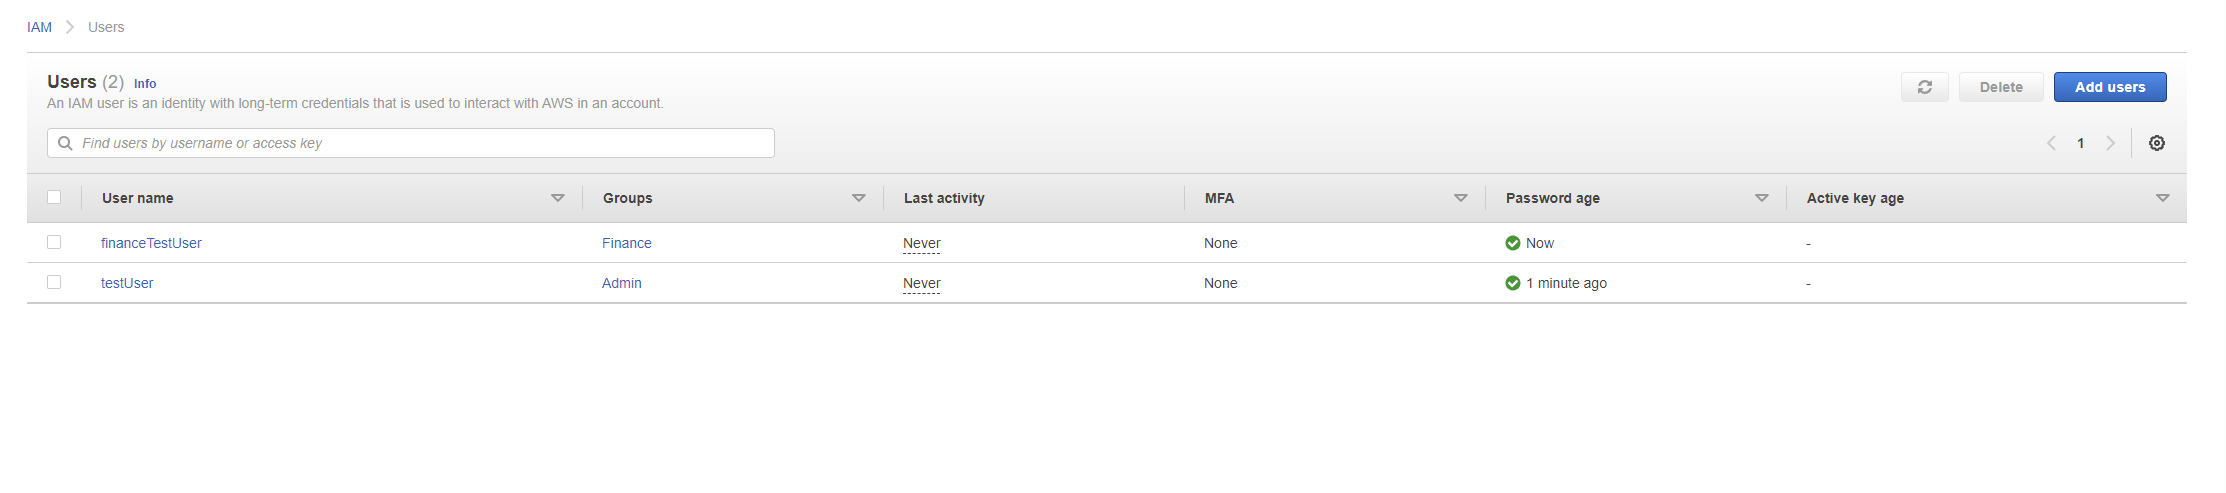 IAM > Users
Users (2) Info
An IAM user is an identity with long-term credentials that is used to interact with AWS in an account.
Delete
Add users
Find users by username or access key
1
User name Groups Last activity MFA Password age Active key age
financeTestUser Finance Never None Now -
testUser Admin Never None 1 minute ago -